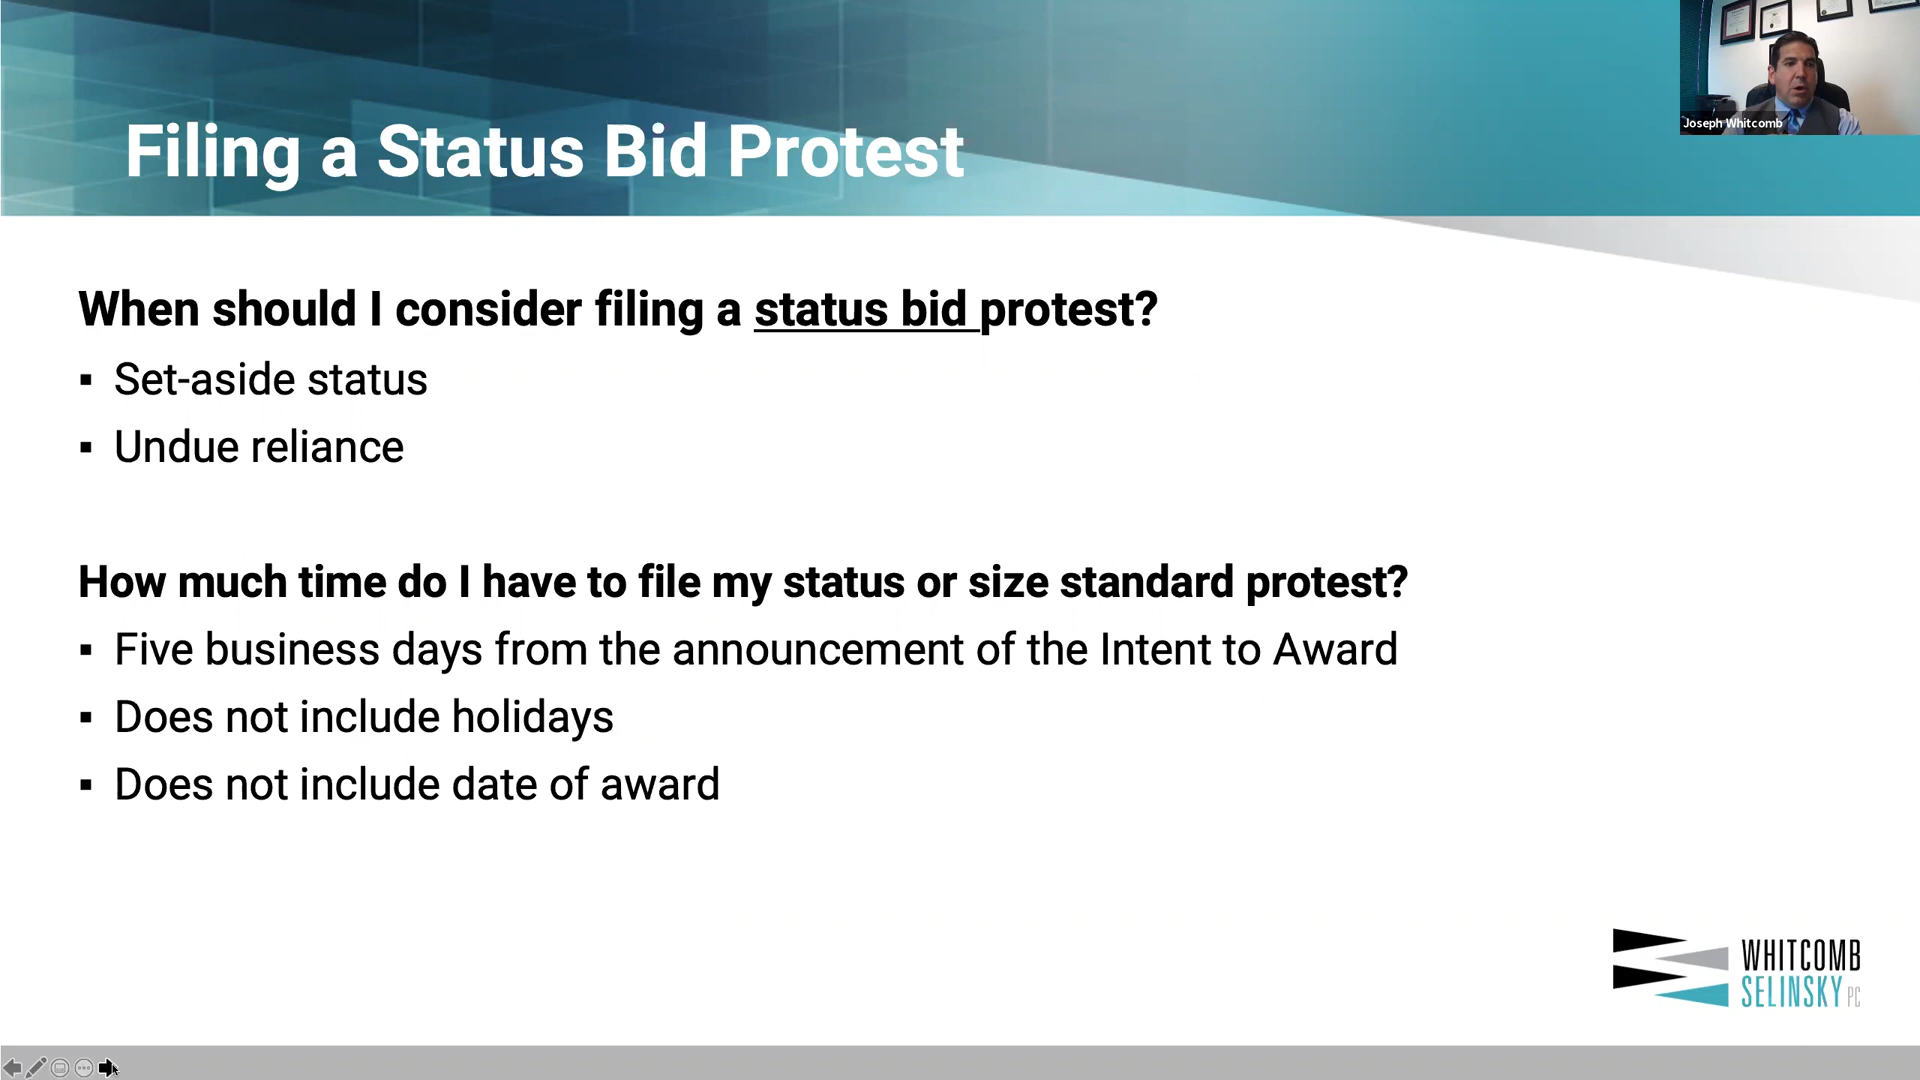 Joseph Whitcomb
Filing a Status Bid Protest
When should I consider filing a status bid protest?
▪ Set-aside status
▪ Undue reliance
How much time do I have to file my status or size standard protest?
▪ Five business days from the announcement of the Intent to Award
▪ Does not include holidays
▪ Does not include date of award
WHITCOMB
SELINSKY PC